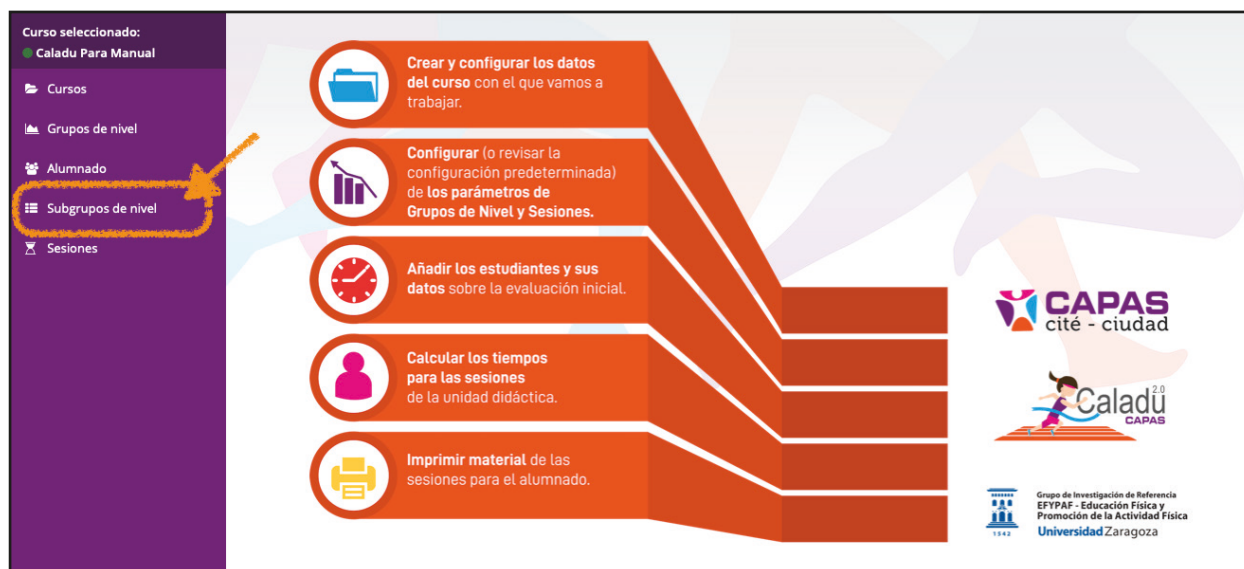 Curso seleccionado:
Caladu Para Manual
Cursos
Grupos de nivel
Alumnado
Subgrupos de nivel
Sesiones
Crear y configurar los datos
del curso con el que vamos a
trabajar.
Configurar (o revisar la
configuración predeterminada)
de los parámetros de
Grupos de Nivel y Sesiones.
Añadir los estudiantes y sus
datos sobre la evaluación inicial.
Calcular los tiempos
para las sesiones
de la unidad didáctica.
Imprimir material de las
sesiones para el alumnado.
CAPAS
cité - ciudad
Caladü 2.0
CAPAS
Grupo de Investigación de Referencia
EFYPAF - Educación Física y
Promoción de la Actividad Física
Universidad Zaragoza
1542